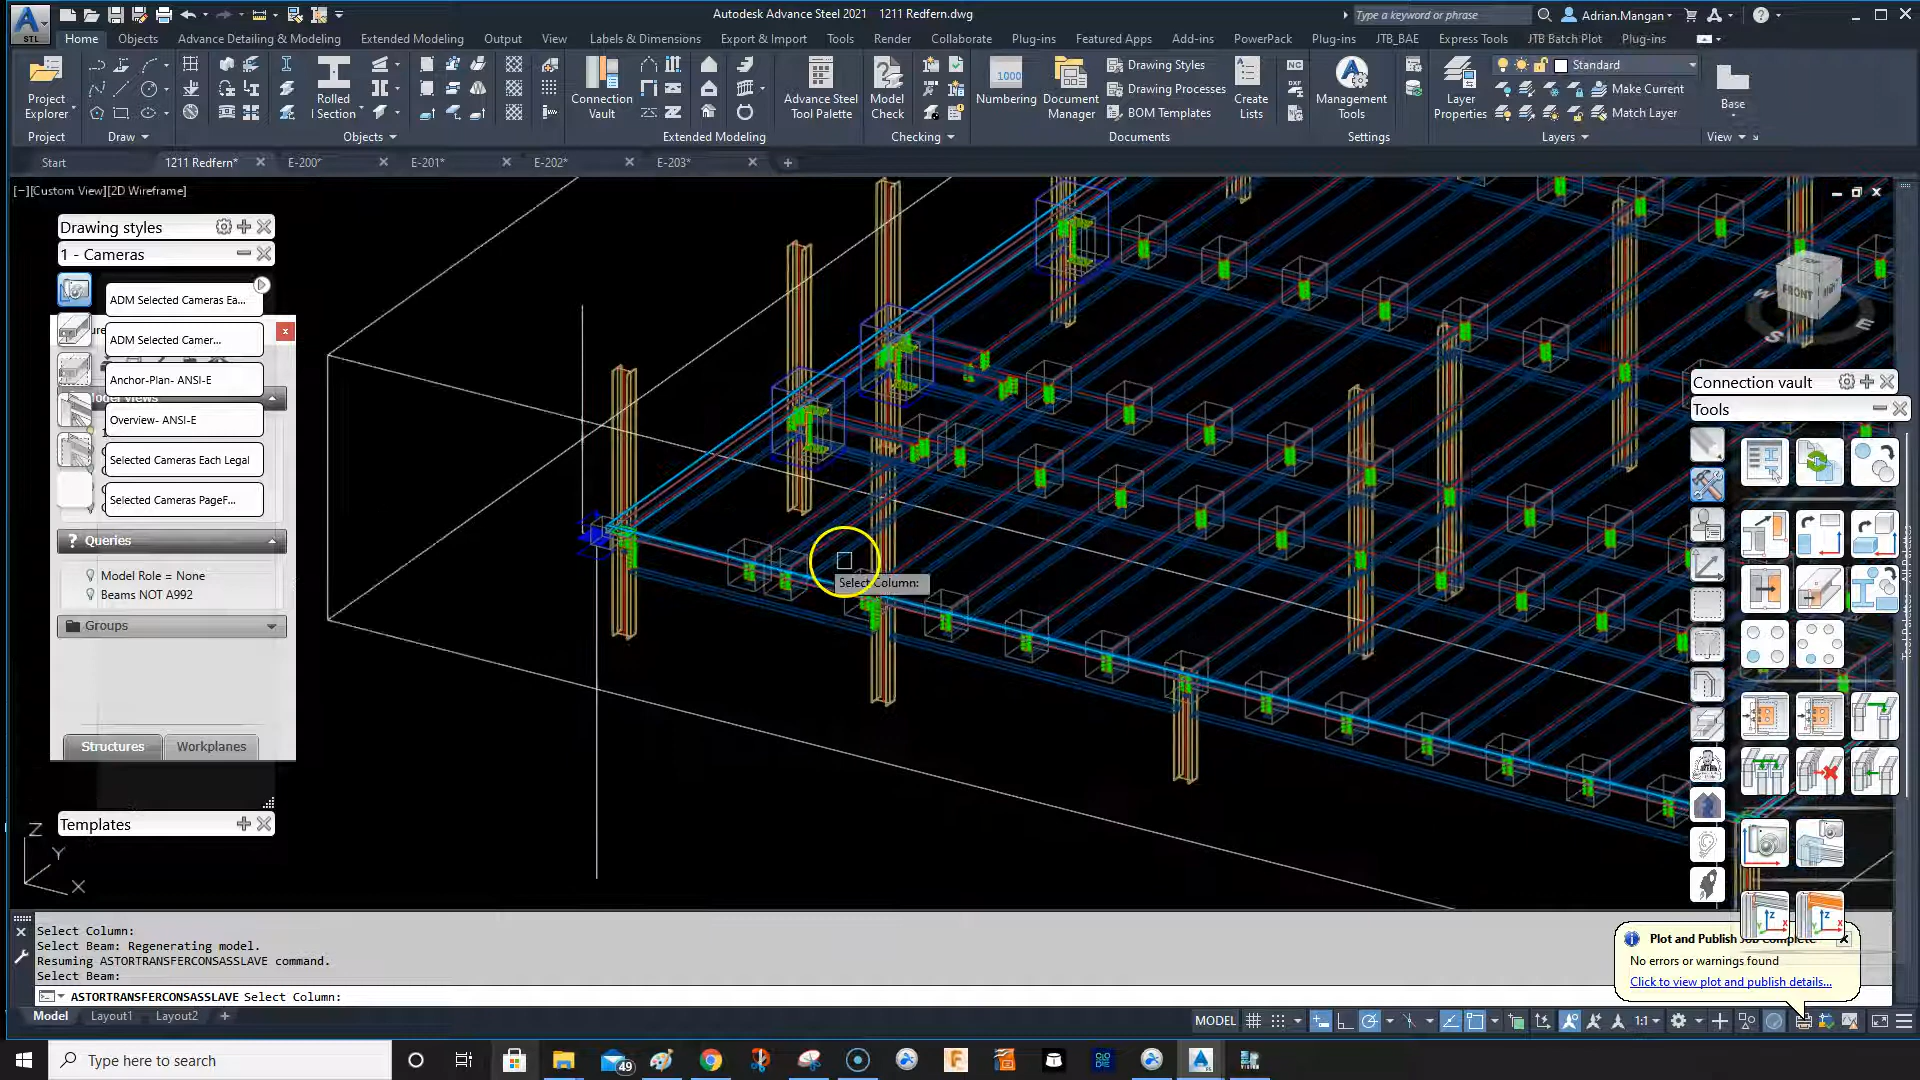 Autodesk Advance Steel 2021 1211 Redfern.dwg
Type a keyword or phrase
Adrian.Mangan
STL
Home
Objects
Advance Detailing & Modeling
Extended Modeling
Output
View
Labels & Dimensions
Export & Import
Tools
Render
Collaborate
Plug-ins
Featured Apps
Add-ins
PowerPack
Plug-ins
JTB_BAE
Express Tools
JTB Batch Plot
Plug-ins
Project Explorer
Rolled I Section
Connection Vault
Advance Steel Tool Palette
Model Check
1000
Numbering
Document Manager
Drawing Styles
Drawing Processes
BOM Templates
Create Lists
NC
DXF
Management Tools
Layer Properties
Standard
Make Current
Match Layer
Base
Project
Draw
Objects
Extended Modeling
Checking
Documents
Settings
Layers
View
Start
1211 Redfern*
E-200*
E-201*
E-202*
E-203*
[−][Custom View][2D Wireframe]
Drawing styles
1 - Cameras
ADM Selected Cameras Ea...
ADM Selected Camer...
Anchor-Plan- ANSI-E
Overview- ANSI-E
Selected Cameras Each Legal
Selected Cameras PageF...
Queries
Model Role = None
Beams NOT A992
Groups
Structures
Workplanes
Templates
Z
Y
X
Select Column:
TOP
FRONT
W
S
E
Connection vault
Tools
Select Column:
Select Beam: Regenerating model.
Resuming ASTORTRANSFERCONSASSLAVE command.
Select Beam:
ASTORTRANSFERCONSASSLAVE Select Column:
Plot and Publish Job Complete
No errors or warnings found
Click to view plot and publish details...
Model
Layout1
Layout2
MODEL
1:1
Type here to search
49